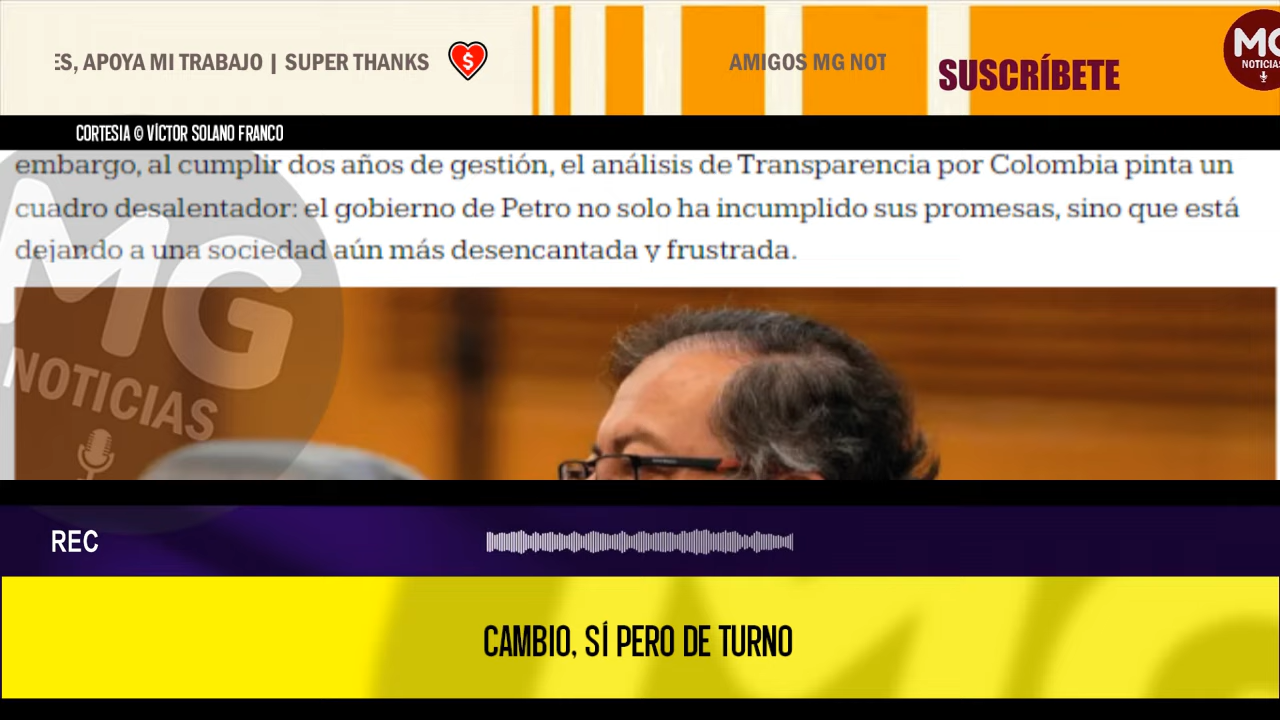 ES, APOYA MI TRABAJO | SUPER THANKS
AMIGOS MG NOT
SUSCRÍBETE
MG
NOTICIAS
CORTESIA © VÍCTOR SOLANO FRANCO
embargo, al cumplir dos años de gestión, el análisis de Transparencia por Colombia pinta un
cuadro desalentador: el gobierno de Petro no solo ha incumplido sus promesas, sino que está
dejando a una sociedad aún más desencantada y frustrada.
MG
NOTICIAS
REC
CAMBIO, SÍ PERO DE TURNO